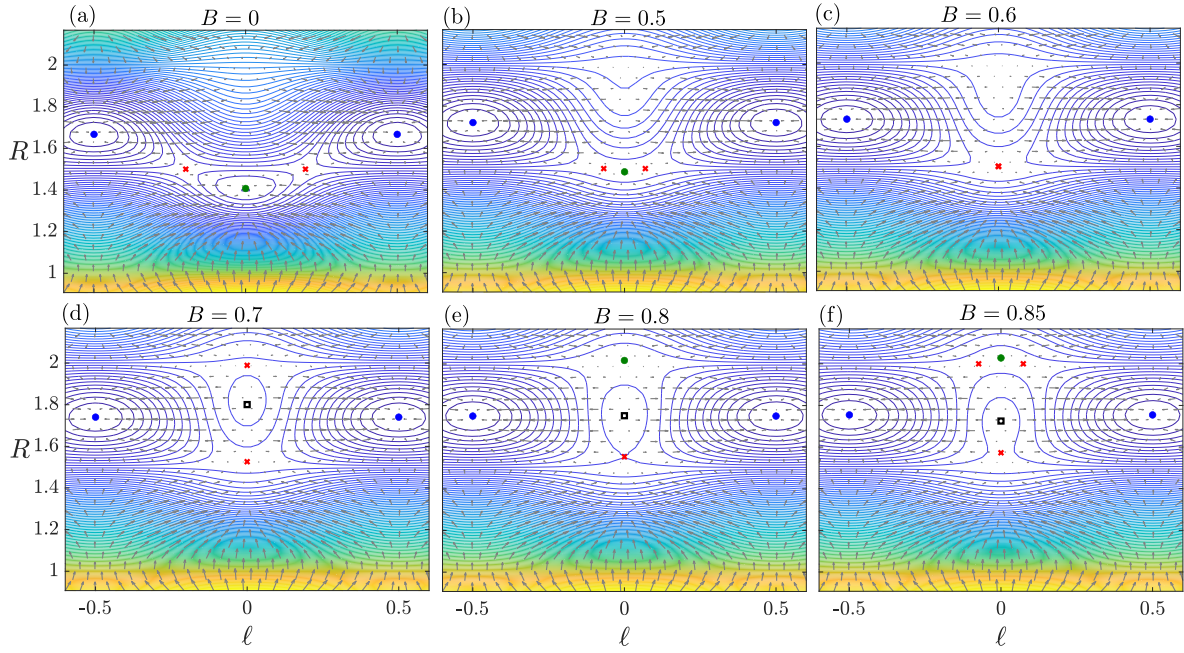 (a) B = 0
(b) B = 0.5
(c) B = 0.6
R
2
1.8
1.6
1.4
1.2
1
(d) B = 0.7
(e) B = 0.8
(f) B = 0.85
R
2
1.8
1.6
1.4
1.2
1
-0.5 0 0.5
-0.5 0 0.5
-0.5 0 0.5
ℓ ℓ ℓ